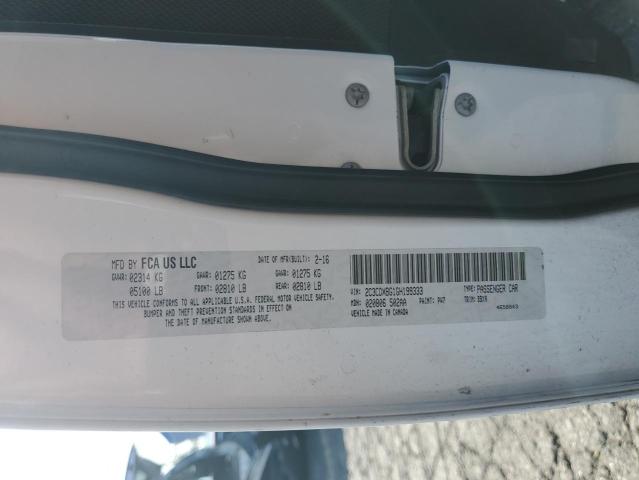 MFD BY FCA US LLC DATE OF MFR(BUILT): 2-16
GVWR: 02314 KG GAWR: 01275 KG GAWR: 01275 KG
05100 LB FRONT: 02810 LB REAR: 02810 LB
THIS VEHICLE CONFORMS TO ALL APPLICABLE U.S.A. FEDERAL MOTOR VEHICLE SAFETY,
BUMPER AND THEFT PREVENTION STANDARDS IN EFFECT ON
THE DATE OF MANUFACTURE SHOWN ABOVE.
VIN: 2C3CDXBG1GH199333 TYPE: PASSENGER CAR
MDH: 020806 502AA PAINT: PW7 TRIM:
VEHICLE MADE IN CANADA